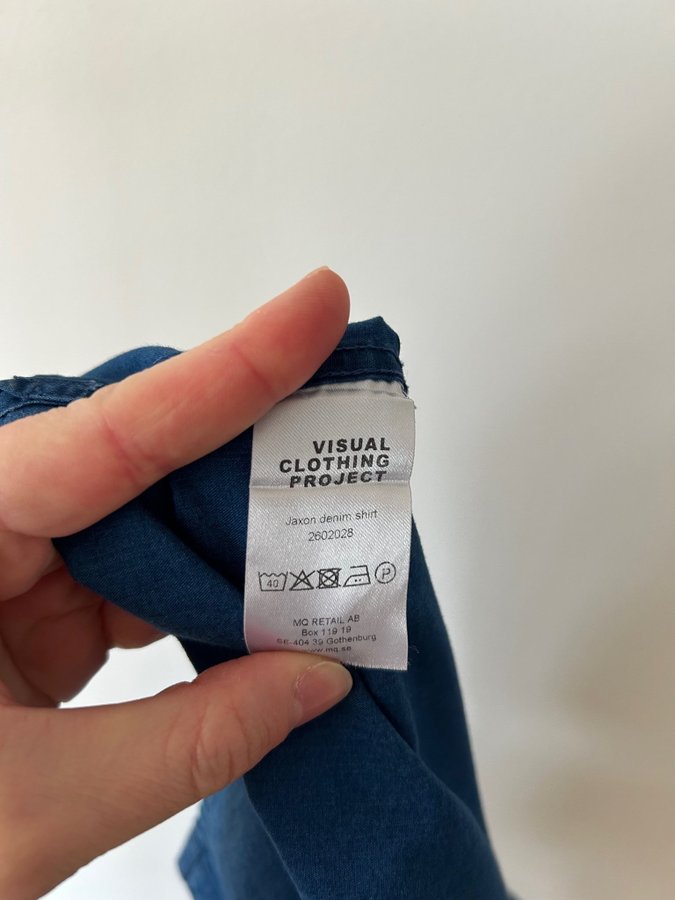 VISUAL
CLOTHING
PROJECT
Jaxon denim shirt
2602028
40 P
MQ RETAIL AB
Box 119 19
SE-404 39 Gothenburg
www.mq.se